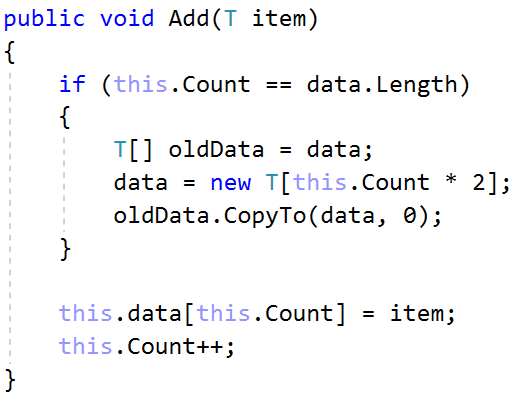 public void Add(T item)
{
    if (this.Count == data.Length)
    {
        T[] oldData = data;
        data = new T[this.Count * 2];
        oldData.CopyTo(data, 0);
    }

    this.data[this.Count] = item;
    this.Count++;
}